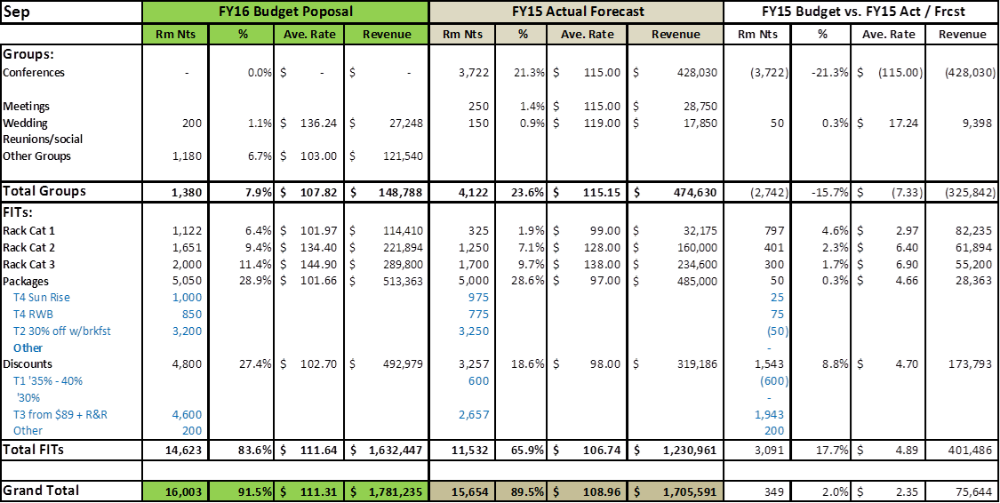 Sep FY16 Budget Poposal FY15 Actual Forecast FY15 Budget vs. FY15 Act / Frcst
Rm Nts % Ave. Rate Revenue Rm Nts % Ave. Rate Revenue Rm Nts % Ave. Rate Revenue
Groups:
Conferences - 0.0% $ - $ - 3,722 21.3% $ 115.00 $ 428,030 (3,722) -21.3% $ (115.00) (428,030)
Meetings 250 1.4% $ 115.00 $ 28,750
Wedding 200 1.1% $ 136.24 $ 27,248 150 0.9% $ 119.00 $ 17,850 50 0.3% $ 17.24 9,398
Reunions/social
Other Groups 1,180 6.7% $ 103.00 $ 121,540
Total Groups 1,380 7.9% $ 107.82 $ 148,788 4,122 23.6% $ 115.15 $ 474,630 (2,742) -15.7% $ (7.33) (325,842)
FITs:
Rack Cat 1 1,122 6.4% $ 101.97 $ 114,410 325 1.9% $ 99.00 $ 32,175 797 4.6% $ 2.97 82,235
Rack Cat 2 1,651 9.4% $ 134.40 $ 221,894 1,250 7.1% $ 128.00 $ 160,000 401 2.3% $ 6.40 61,894
Rack Cat 3 2,000 11.4% $ 144.90 $ 289,800 1,700 9.7% $ 138.00 $ 234,600 300 1.7% $ 6.90 55,200
Packages 5,050 28.9% $ 101.66 $ 513,363 5,000 28.6% $ 97.00 $ 485,000 50 0.3% $ 4.66 28,363
T4 Sun Rise 1,000 975 25
T4 RWB 850 775 75
T2 30% off w/brkfst 3,200 3,250 (50)
Other -
Discounts 4,800 27.4% $ 102.70 $ 492,979 3,257 18.6% $ 98.00 $ 319,186 1,543 8.8% $ 4.70 173,793
T1 '35% - 40% 600 (600)
'30% -
T3 from $89 + R&R 4,600 2,657 1,943
Other 200 200
Total FITs 14,623 83.6% $ 111.64 $ 1,632,447 11,532 65.9% $ 106.74 $ 1,230,961 3,091 17.7% $ 4.89 401,486
Grand Total 16,003 91.5% $ 111.31 $ 1,781,235 15,654 89.5% $ 108.96 $ 1,705,591 349 2.0% $ 2.35 75,644